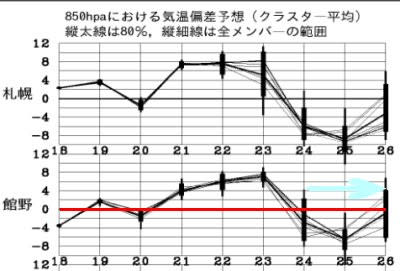 850hpaにおける気温偏差予想（クラスター平均）
縦太線は80％，縦細線は全メンバーの範囲
札幌
12
8
4
0
-4
-8
18 19 20 21 22 23 24 25 26
館野
12
8
4
0
-4
-8
-12
18 19 20 21 22 23 24 25 26